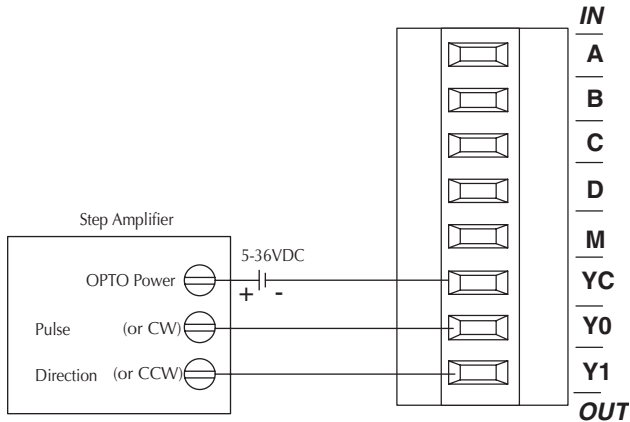 IN
A
B
C
D
M
YC
Y0
Y1
OUT
Step Amplifier
5-36VDC
OPTO Power
+ -
Pulse (or CW)
Direction (or CCW)